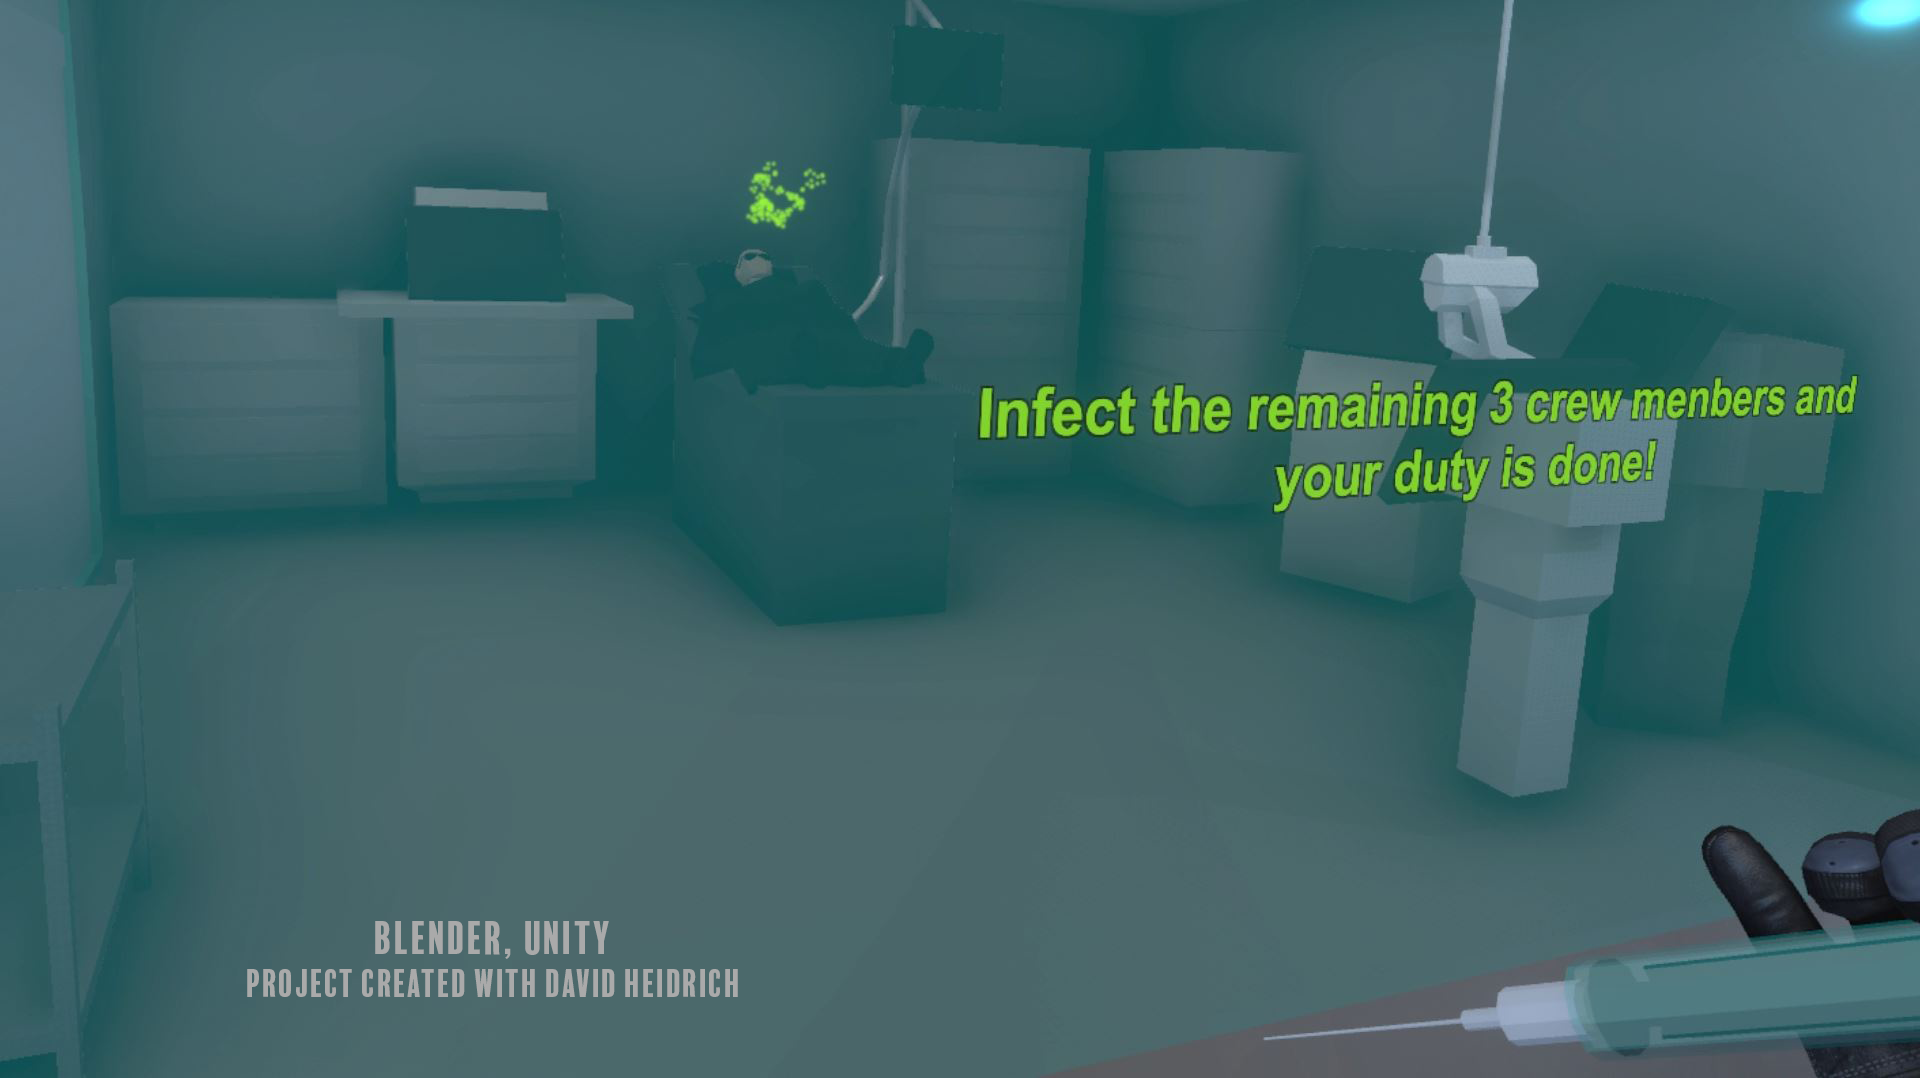 Infect the remaining 3 crew menbers and
your duty is done!
BLENDER, UNITY
PROJECT CREATED WITH DAVID HEIDRICH